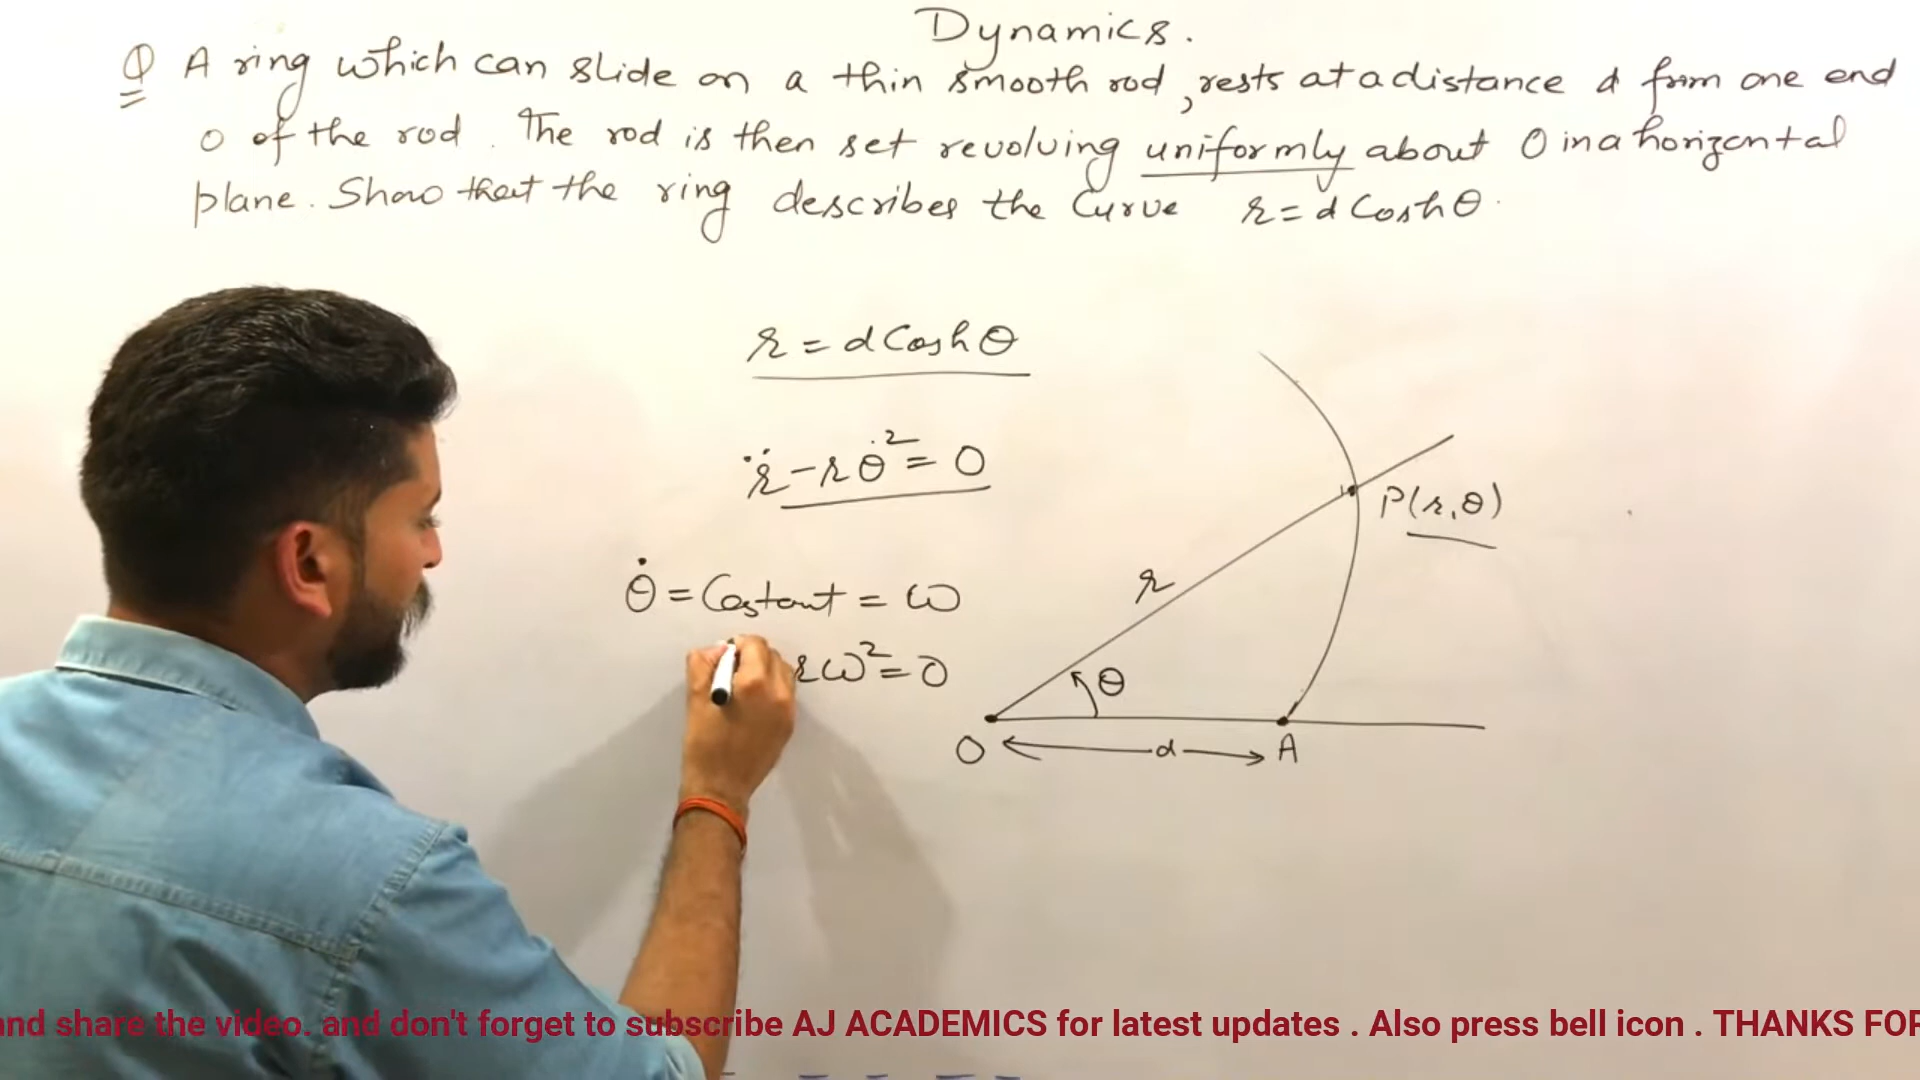 Dynamics.
Q A ring which can slide on a thin smooth rod, rests at a distance d from one end
O of the rod. The rod is then set revolving uniformly about O in a horizontal
plane. Show that the ring describes the Curve r = d Cosh θ.
r = d Cosh θ
r̈ - rθ̇² = 0
θ̇ = Costant = ω
rω² = 0
P(r, θ)
r
θ
O d A
and share the video. and don't forget to subscribe AJ ACADEMICS for latest updates . Also press bell icon . THANKS FOR